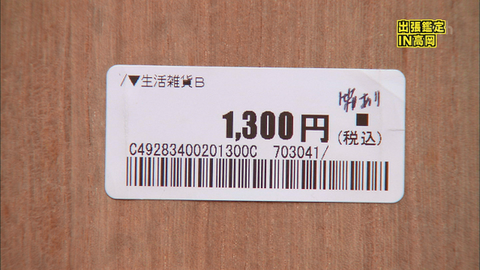 出張鑑定
IN高岡
/▼生活雑貨B
1,300円
(税込)
C49283400201300C 703041/